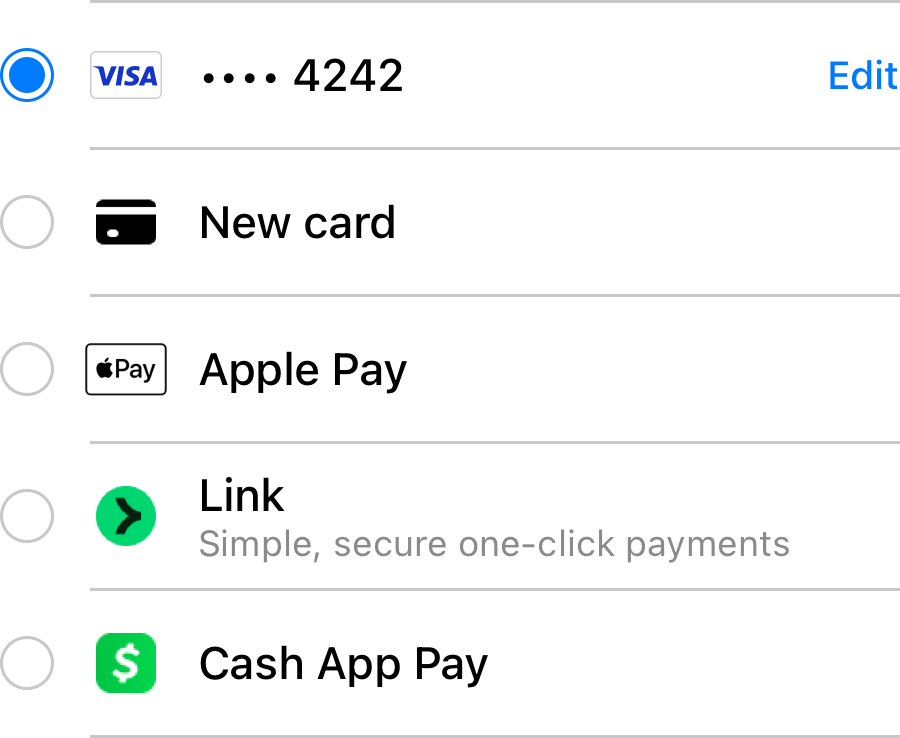 VISA •••• 4242 Edit
New card
Pay Apple Pay
Link
Simple, secure one-click payments
$ Cash App Pay